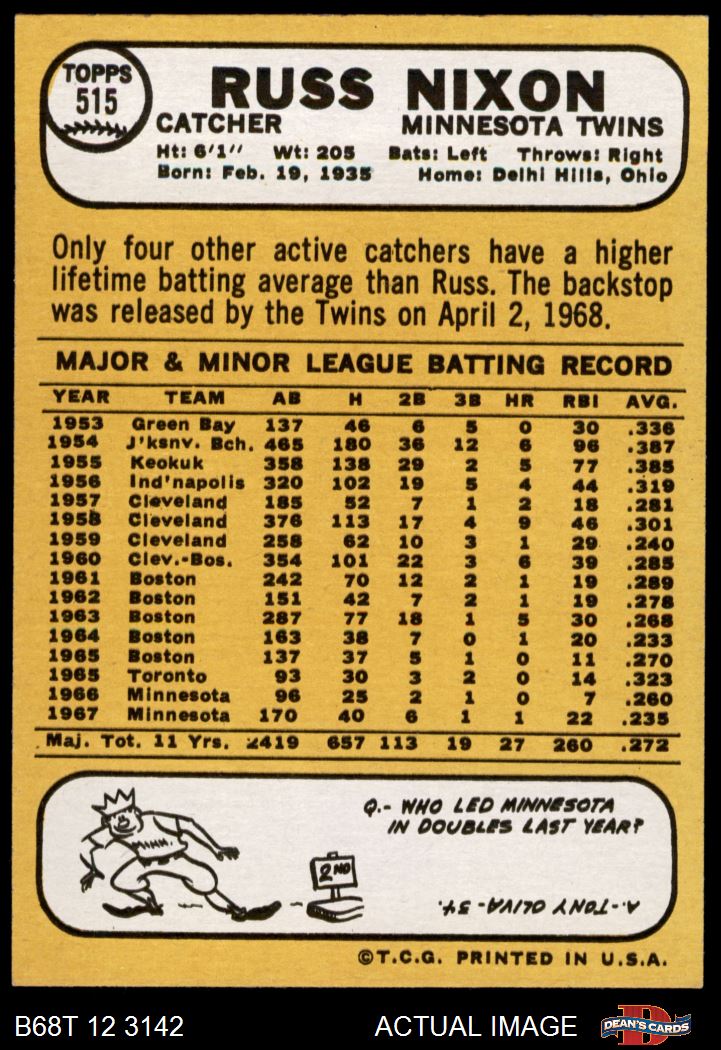 TOPPS
515
RUSS NIXON
CATCHER MINNESOTA TWINS
Ht: 6'1" Wt: 205 Bats: Left Throws: Right
Born: Feb. 19, 1935 Home: Delhi Hills, Ohio
Only four other active catchers have a higher
lifetime batting average than Russ. The backstop
was released by the Twins on April 2, 1968.
MAJOR & MINOR LEAGUE BATTING RECORD
YEAR TEAM AB H 2B 3B HR RBI AVG.
1953 Green Bay 137 46 6 5 0 30 .336
1954 J'ksnv. Bch. 465 180 36 12 6 96 .387
1955 Keokuk 358 138 29 2 5 77 .385
1956 Ind'napolis 320 102 19 5 4 44 .319
1957 Cleveland 185 52 7 1 2 18 .281
1958 Cleveland 376 113 17 4 9 46 .301
1959 Cleveland 258 62 10 3 1 29 .240
1960 Clev.-Bos. 354 101 22 3 6 39 .285
1961 Boston 242 70 12 2 1 19 .289
1962 Boston 151 42 7 2 1 19 .278
1963 Boston 287 77 18 1 5 30 .268
1964 Boston 163 38 7 0 1 20 .233
1965 Boston 137 37 5 1 0 11 .270
1965 Toronto 93 30 3 2 0 14 .323
1966 Minnesota 96 25 2 1 0 7 .260
1967 Minnesota 170 40 6 1 1 22 .235
Maj. Tot. 11 Yrs. 2419 657 113 19 27 260 .272
Q.- WHO LED MINNESOTA
IN DOUBLES LAST YEAR?
2ND
A.-TONY OLIVA - 34.
©T.C.G. PRINTED IN U.S.A.
B68T 12 3142 ACTUAL IMAGE D DEAN'S CARDS